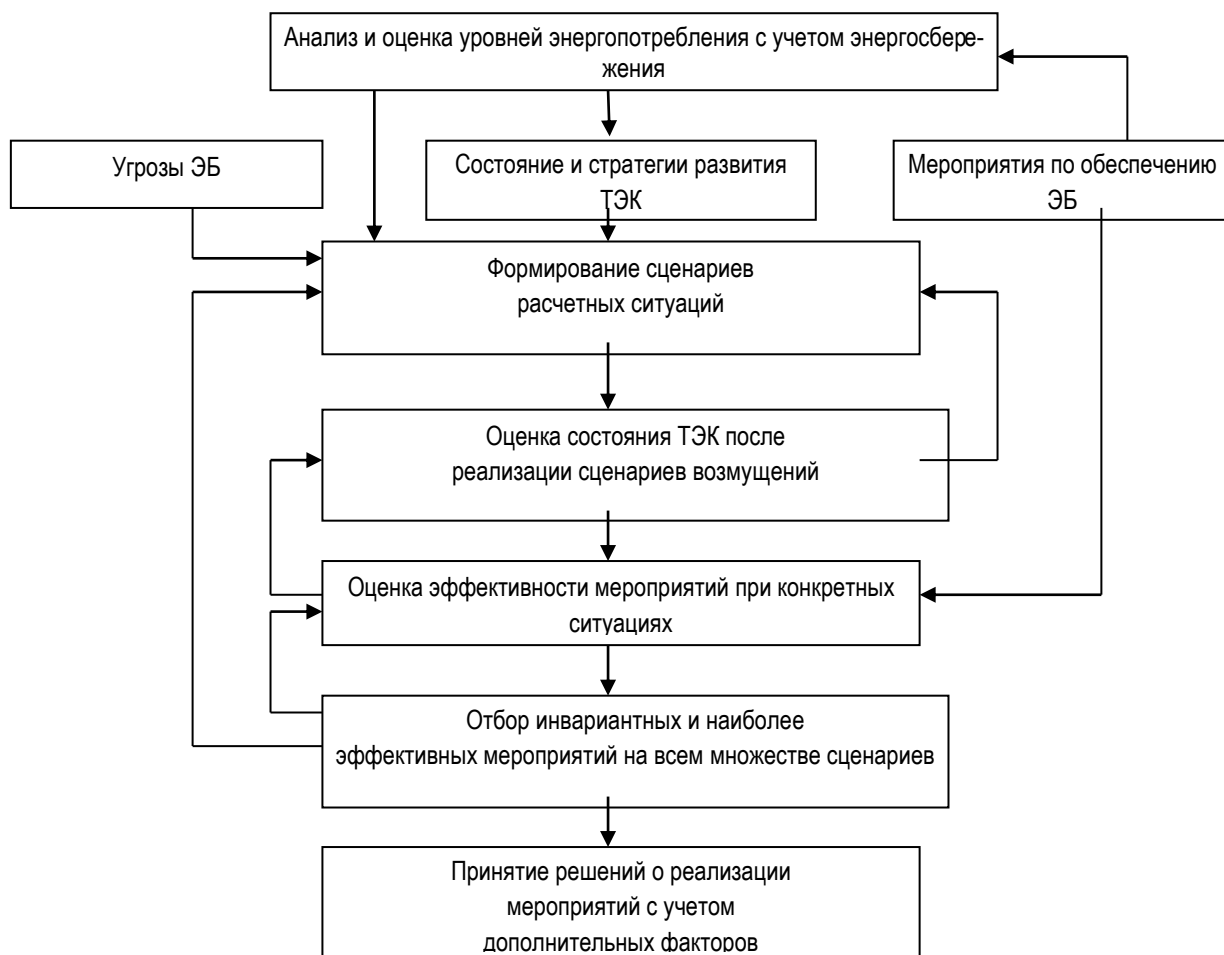 Анализ и оценка уровней энергопотребления с учетом энергосбере-
жения
Угрозы ЭБ
Состояние и стратегии развития
ТЭК
Мероприятия по обеспечению
ЭБ
Формирование сценариев
расчетных ситуаций
Оценка состояния ТЭК после
реализации сценариев возмущений
Оценка эффективности мероприятий при конкретных
ситуациях
Отбор инвариантных и наиболее
эффективных мероприятий на всем множестве сценариев
Принятие решений о реализации
мероприятий с учетом
дополнительных факторов